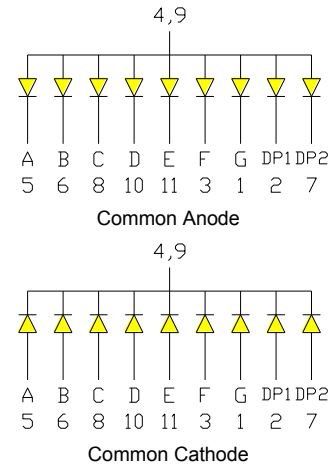 4,9
A B C D E F G DP1 DP2
5 6 8 10 11 3 1 2 7
Common Anode
4,9
A B C D E F G DP1 DP2
5 6 8 10 11 3 1 2 7
Common Cathode